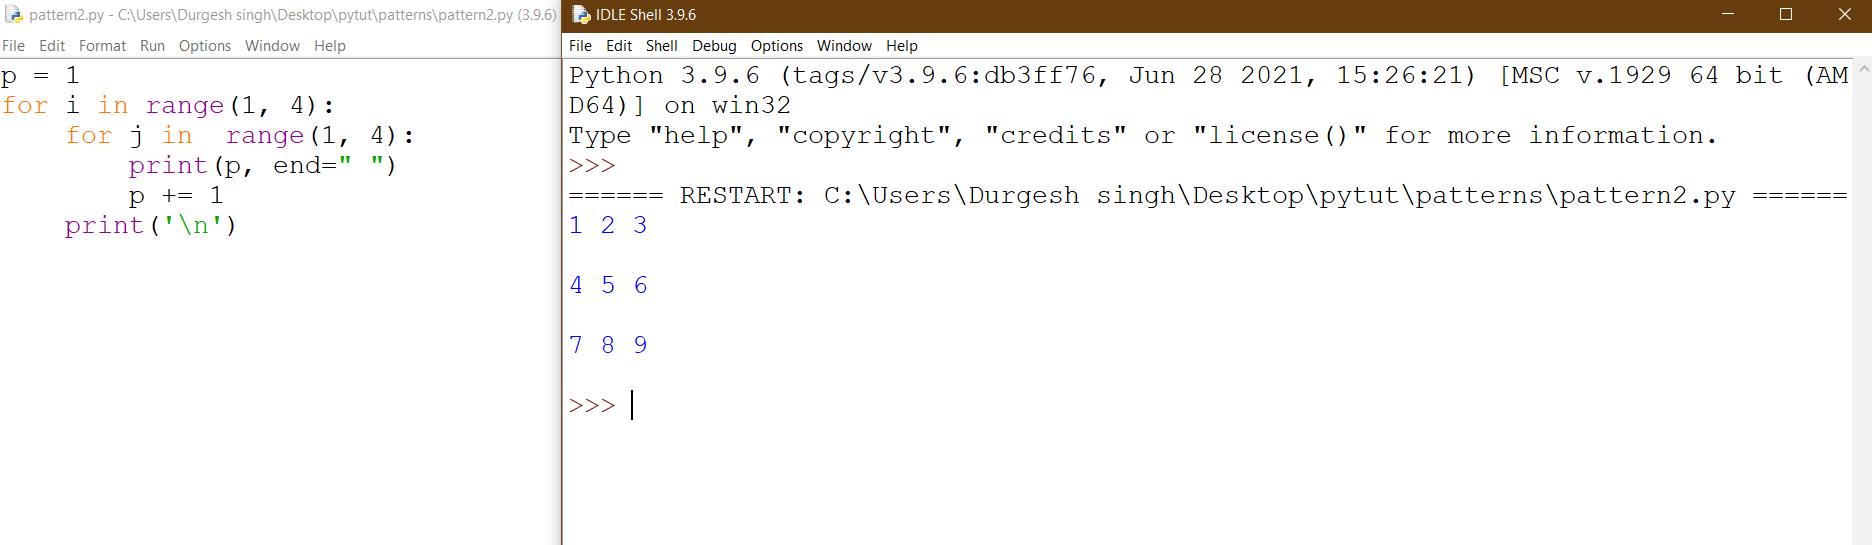 pattern2.py - C:\Users\Durgesh singh\Desktop\pytut\patterns\pattern2.py (3.9.6)
File Edit Format Run Options Window Help
p = 1
for i in range(1, 4):
    for j in  range(1, 4):
        print(p, end=" ")
        p += 1
    print('\n')
IDLE Shell 3.9.6
File Edit Shell Debug Options Window Help
Python 3.9.6 (tags/v3.9.6:db3ff76, Jun 28 2021, 15:26:21) [MSC v.1929 64 bit (AM
D64)] on win32
Type "help", "copyright", "credits" or "license()" for more information.
>>>
====== RESTART: C:\Users\Durgesh singh\Desktop\pytut\patterns\pattern2.py ======
1 2 3
4 5 6
7 8 9
>>>